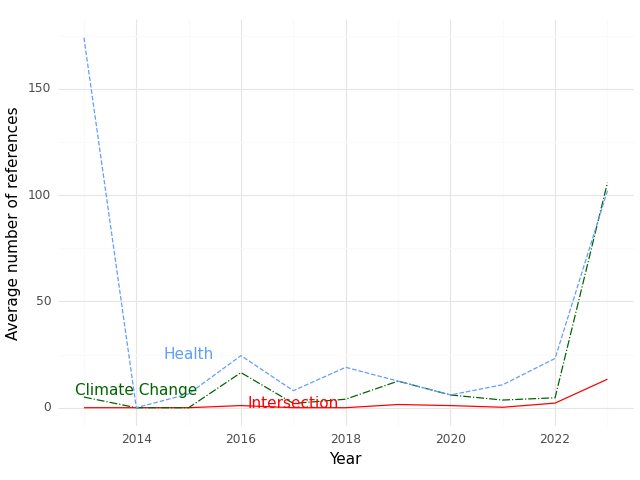 Average number of references
150
100
50
0
Health
Climate Change
Intersection
2014
2016
2018
2020
2022
Year